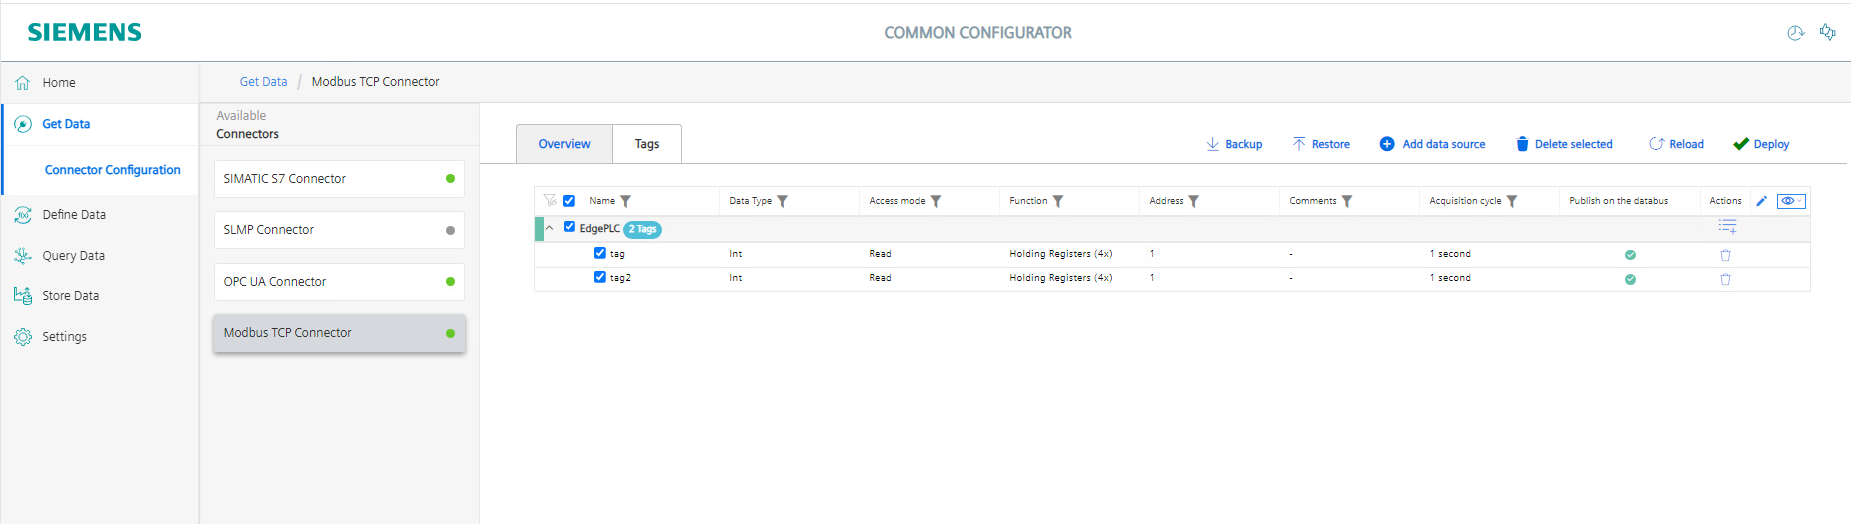 SIEMENS
COMMON CONFIGURATOR
Home
Get Data
Connector Configuration
Define Data
Query Data
Store Data
Settings
Get Data / Modbus TCP Connector
Available
Connectors
SIMATIC S7 Connector
SLMP Connector
OPC UA Connector
Modbus TCP Connector
Overview Tags
Backup Restore Add data source Delete selected Reload Deploy
Name Data Type Access mode Function Address Comments Acquisition cycle Publish on the databus Actions
EdgePLC 2 Tags
tag Int Read Holding Registers (4x) 1 - 1 second
tag2 Int Read Holding Registers (4x) 1 - 1 second